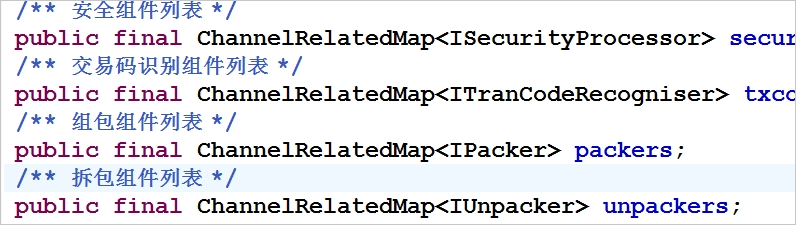 /** 安全组件列表 */
public final ChannelRelatedMap<ISecurityProcessor> secur
/** 交易码识别组件列表 */
public final ChannelRelatedMap<ITranCodeRecogniser> txco
/** 组包组件列表 */
public final ChannelRelatedMap<IPacker> packers;
/** 拆包组件列表 */
public final ChannelRelatedMap<IUnpacker> unpackers;